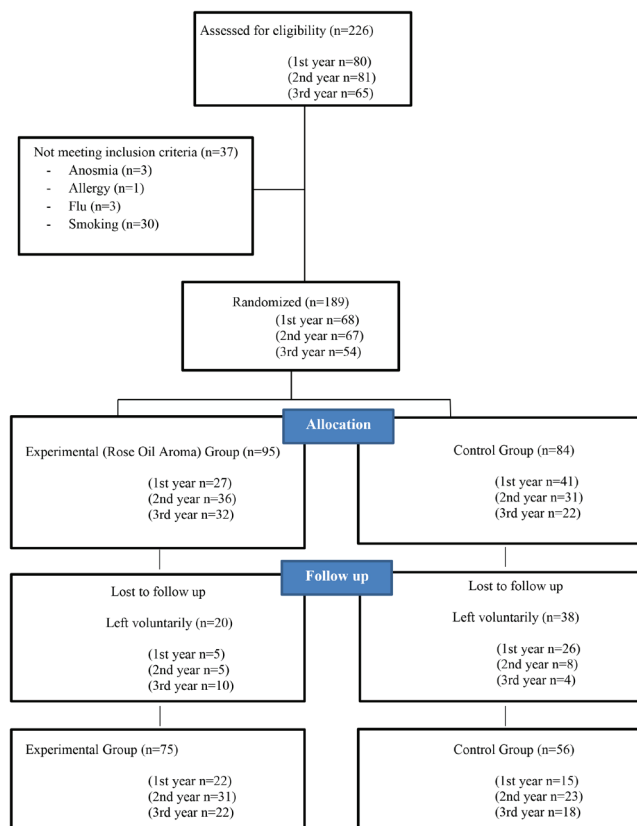 Assessed for eligibility (n=226)
(1st year n=80)
(2nd year n=81)
(3rd year n=65)
Not meeting inclusion criteria (n=37)
- Anosmia (n=3)
- Allergy (n=1)
- Flu (n=3)
- Smoking (n=30)
Randomized (n=189)
(1st year n=68)
(2nd year n=67)
(3rd year n=54)
Allocation
Experimental (Rose Oil Aroma) Group (n=95)
(1st year n=27)
(2nd year n=36)
(3rd year n=32)
Control Group (n=84)
(1st year n=41)
(2nd year n=31)
(3rd year n=22)
Follow up
Lost to follow up
Left voluntarily (n=20)
(1st year n=5)
(2nd year n=5)
(3rd year n=10)
Lost to follow up
Left voluntarily (n=38)
(1st year n=26)
(2nd year n=8)
(3rd year n=4)
Experimental Group (n=75)
(1st year n=22)
(2nd year n=31)
(3rd year n=22)
Control Group (n=56)
(1st year n=15)
(2nd year n=23)
(3rd year n=18)